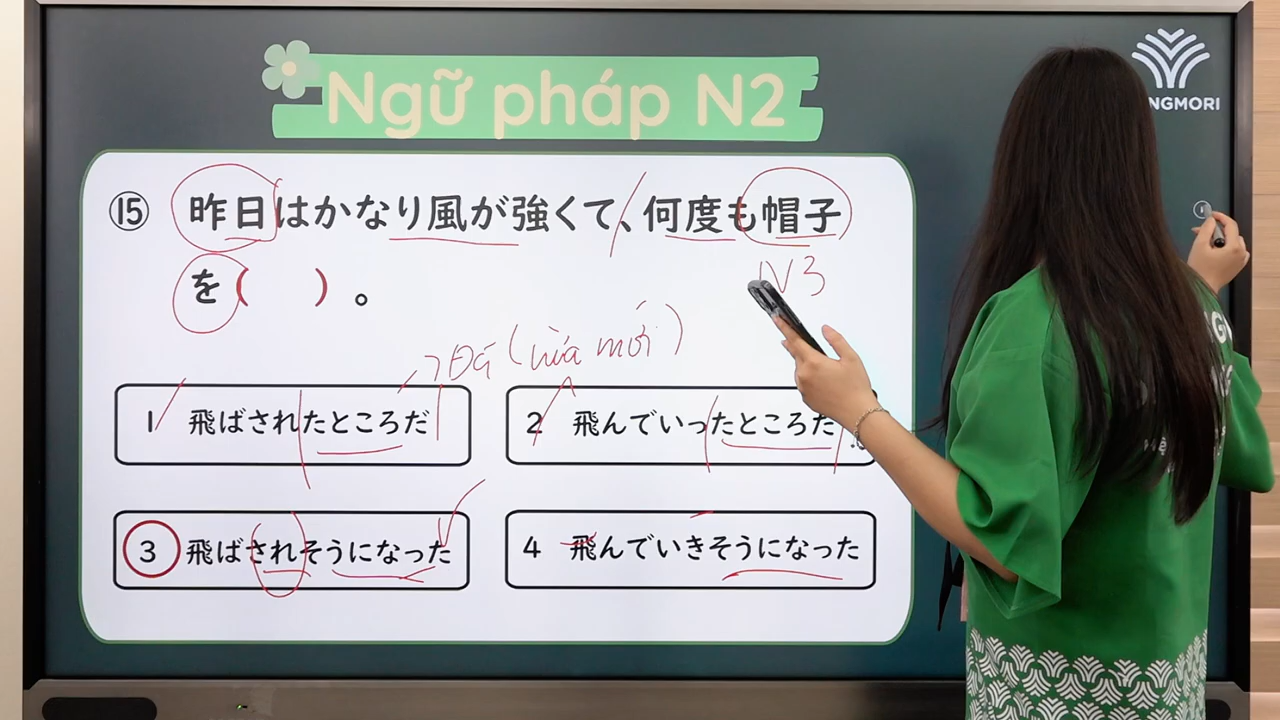 Ngữ pháp N2
NGMORI
⑮ 昨日はかなり風が強くて、何度も帽子
を(   )。
N3
Đã (vừa mới)
1 飛ばされたところだ
2 飛んでいったところだ
3 飛ばされそうになった
4 飛んでいきそうになった